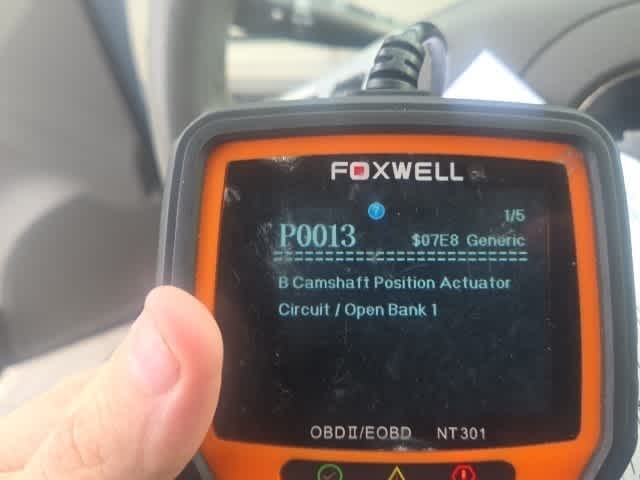 FOXWELL
?
1/5
P0013 $07E8 Generic
==============================
B Camshaft Position Actuator
Circuit / Open Bank 1
OBDII/EOBD NT301